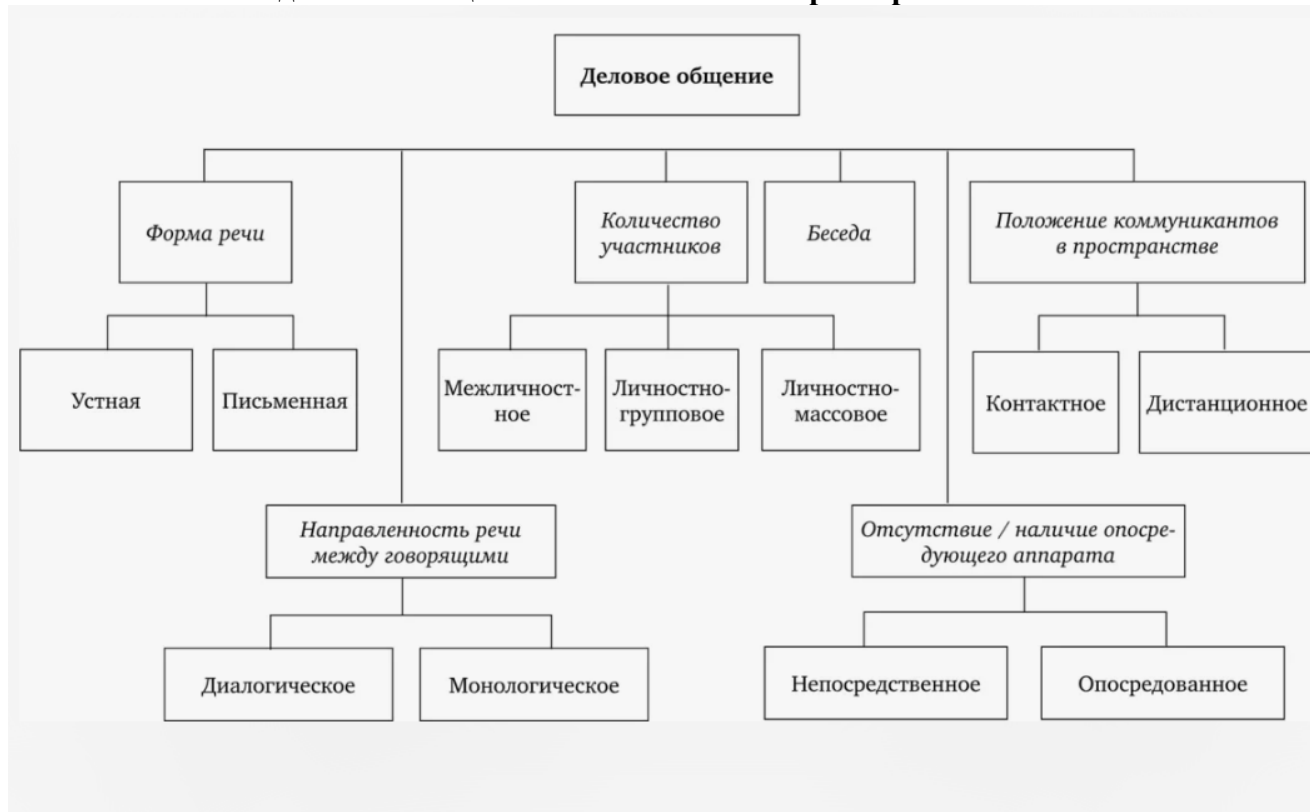 Деловое общение
Форма речи
Количество
участников
Беседа
Положение коммуникантов
в пространстве
Устная
Письменная
Межличност-
ное
Личностно-
групповое
Личностно-
массовое
Контактное
Дистанционное
Направленность речи
между говорящими
Отсутствие / наличие опосре-
дующего аппарата
Диалогическое
Монологическое
Непосредственное
Опосредованное